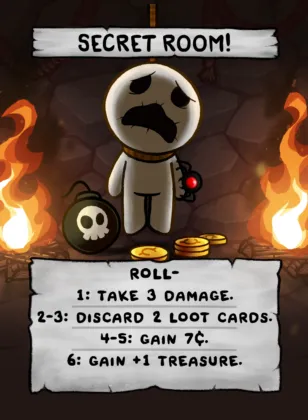 SECRET ROOM!
ROLL-
1: TAKE 3 DAMAGE.
2-3: DISCARD 2 LOOT CARDS.
4-5: GAIN 7¢.
6: GAIN +1 TREASURE.